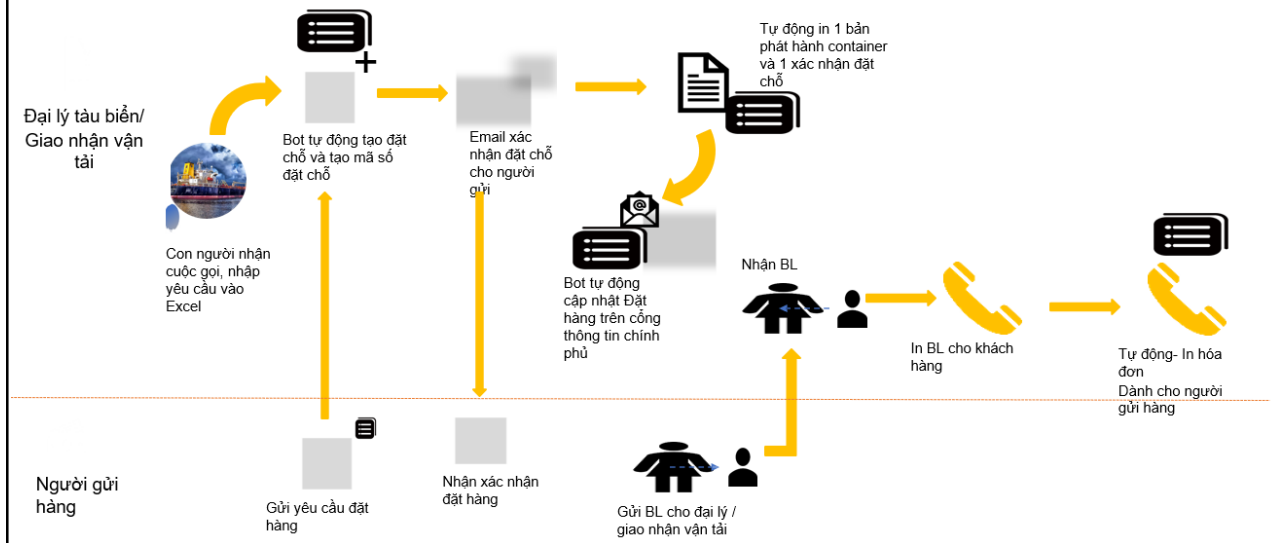 Tự động in 1 bản
phát hành container
và 1 xác nhận đặt
chỗ
Đại lý tàu biển/
Giao nhận vận
tải
Bot tự động tạo đặt
chỗ và tạo mã số
đặt chỗ
Email xác
nhận đặt chỗ
cho người
gửi
Con người nhận
cuộc gọi, nhập
yêu cầu vào
Excel
Bot tự động
cập nhật Đặt
hàng trên cổng
thông tin chính
phủ
Nhận BL
In BL cho khách
hàng
Tự động- In hóa
đơn
Dành cho người
gửi hàng
Người gửi
hàng
Gửi yêu cầu đặt
hàng
Nhận xác nhận
đặt hàng
Gửi BL cho đại lý /
giao nhận vận tải